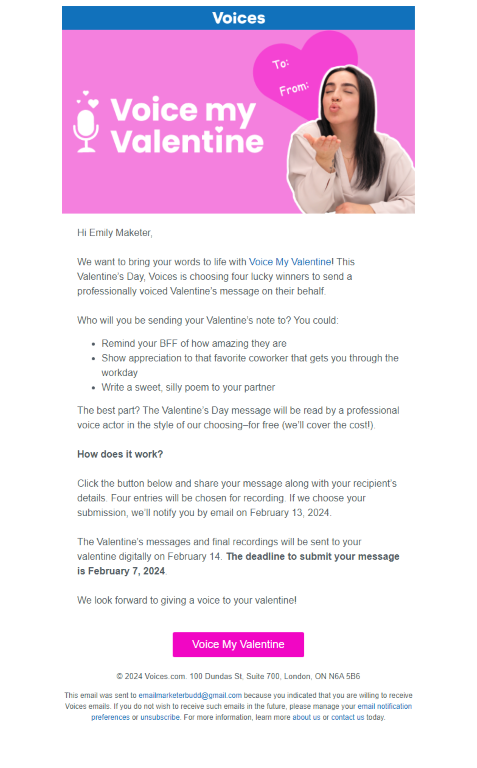 Voices
To:
From:
Voice my
Valentine
Hi Emily Maketer,
We want to bring your words to life with Voice My Valentine! This
Valentine's Day, Voices is choosing four lucky winners to send a
professionally voiced Valentine's message on their behalf.
Who will you be sending your Valentine's note to? You could:
• Remind your BFF of how amazing they are
• Show appreciation to that favorite coworker that gets you through the
workday
• Write a sweet, silly poem to your partner
The best part? The Valentine's Day message will be read by a professional
voice actor in the style of our choosing–for free (we'll cover the cost!).
How does it work?
Click the button below and share your message along with your recipient's
details. Four entries will be chosen for recording. If we choose your
submission, we'll notify you by email on February 13, 2024.
The Valentine's messages and final recordings will be sent to your
valentine digitally on February 14. The deadline to submit your message
is February 7, 2024.
We look forward to giving a voice to your valentine!
Voice My Valentine
© 2024 Voices.com. 100 Dundas St, Suite 700, London, ON N6A 5B6
This email was sent to emailmarketerbudd@gmail.com because you indicated that you are willing to receive
Voices emails. If you do not wish to receive such emails in the future, please manage your email notification
preferences or unsubscribe. For more information, learn more about us or contact us today.